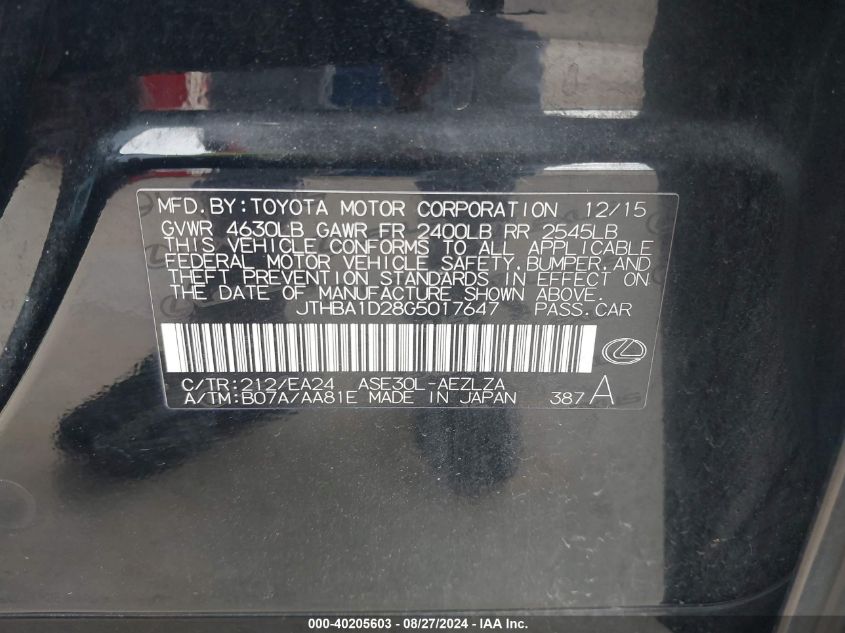 MFD.BY:TOYOTA MOTOR CORPORATION 12/15
GVWR 4630LB GAWR FR 2400LB RR 2545LB
THIS VEHICLE CONFORMS TO ALL APPLICABLE
FEDERAL MOTOR VEHICLE SAFETY,BUMPER,AND
THEFT PREVENTION STANDARDS IN EFFECT ON
THE DATE OF MANUFACTURE SHOWN ABOVE.
JTHBA1D28G5017647 PASS.CAR
C/TR:212/EA24 ASE30L-AEZLZA
A/TM:B07A/AA81E MADE IN JAPAN 387 A
000-40205603 / 08/27/2024 - IAA Inc.